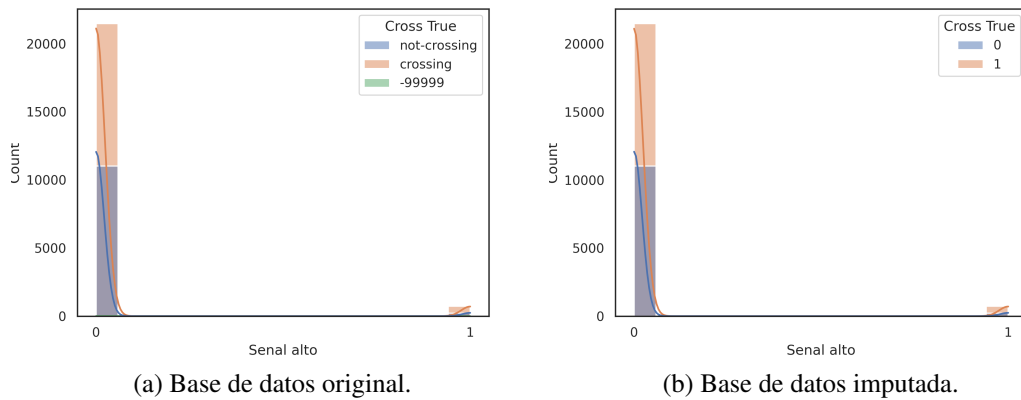 Cross True
not-crossing
crossing
-99999
20000
15000
10000
5000
0
Count
0
1
Senal alto
(a) Base de datos original.
Cross True
0
1
20000
15000
10000
5000
0
Count
0
1
Senal alto
(b) Base de datos imputada.